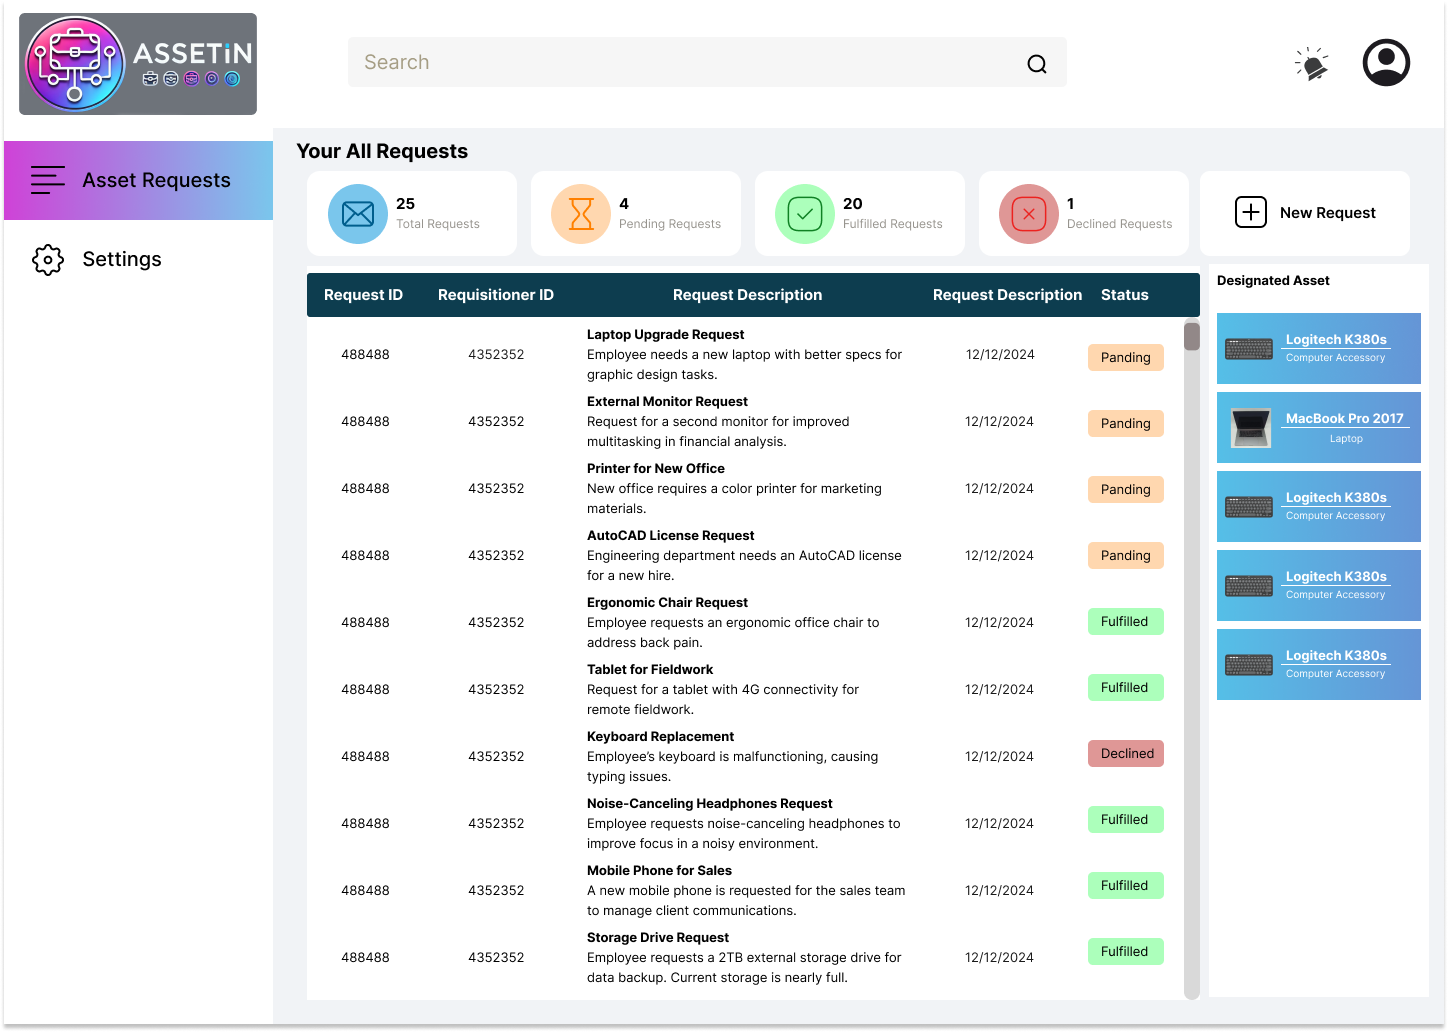 ASSETiN
Search
Asset Requests
Settings
Your All Requests
25
Total Requests
4
Pending Requests
20
Fulfilled Requests
1
Declined Requests
New Request
Request ID Requisitioner ID Request Description Request Description Status
Laptop Upgrade Request
488488 4352352 Employee needs a new laptop with better specs for 12/12/2024 Panding
graphic design tasks.
External Monitor Request
488488 4352352 Request for a second monitor for improved 12/12/2024 Panding
multitasking in financial analysis.
Printer for New Office
488488 4352352 New office requires a color printer for marketing 12/12/2024 Panding
materials.
AutoCAD License Request
488488 4352352 Engineering department needs an AutoCAD license 12/12/2024 Panding
for a new hire.
Ergonomic Chair Request
488488 4352352 Employee requests an ergonomic office chair to 12/12/2024 Fulfilled
address back pain.
Tablet for Fieldwork
488488 4352352 Request for a tablet with 4G connectivity for 12/12/2024 Fulfilled
remote fieldwork.
Keyboard Replacement
488488 4352352 Employee’s keyboard is malfunctioning, causing 12/12/2024 Declined
typing issues.
Noise-Canceling Headphones Request
488488 4352352 Employee requests noise-canceling headphones to 12/12/2024 Fulfilled
improve focus in a noisy environment.
Mobile Phone for Sales
488488 4352352 A new mobile phone is requested for the sales team 12/12/2024 Fulfilled
to manage client communications.
Storage Drive Request
488488 4352352 Employee requests a 2TB external storage drive for 12/12/2024 Fulfilled
data backup. Current storage is nearly full.
Designated Asset
Logitech K380s
Computer Accessory
MacBook Pro 2017
Laptop
Logitech K380s
Computer Accessory
Logitech K380s
Computer Accessory
Logitech K380s
Computer Accessory